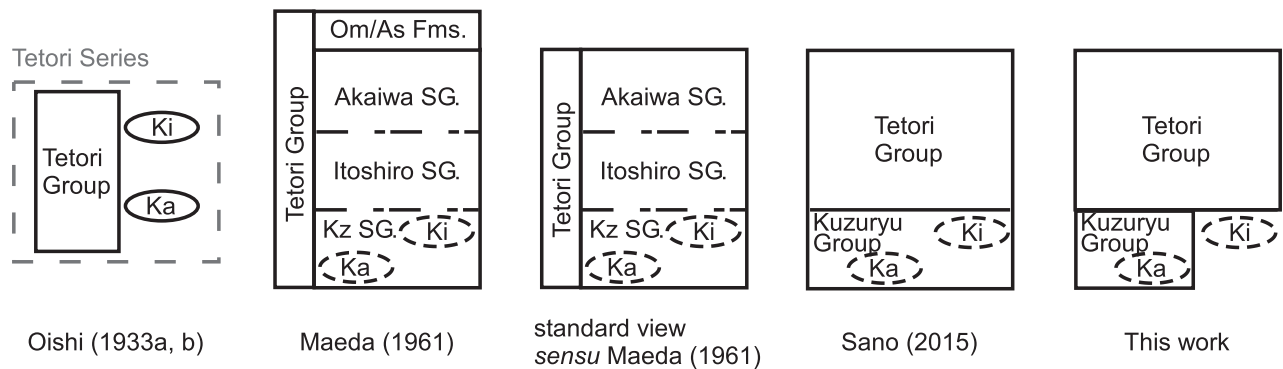 Tetori Series
Tetori
Group
Ki
Ka
Oishi (1933a, b)
Tetori Group
Om/As Fms.
Akaiwa SG.
Itoshiro SG.
Kz SG.
Ki
Ka
Maeda (1961)
Tetori Group
Akaiwa SG.
Itoshiro SG.
Kz SG.
Ki
Ka
standard view
sensu Maeda (1961)
Tetori
Group
Kuzuryu
Group
Ki
Ka
Sano (2015)
Tetori
Group
Kuzuryu
Group
Ki
Ka
This work